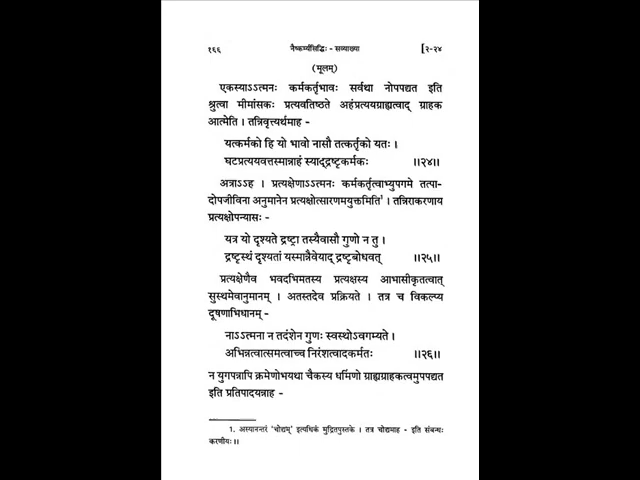 १६६ नैष्कर्म्यसिद्धिः - सव्याख्या [२-२४
(मूलम्)
एकस्याऽऽत्मनः कर्मकर्तृभावः सर्वथा नोपपद्यत इति
श्रुत्वा मीमांसकः प्रत्यवतिष्ठते अहंप्रत्ययग्राह्यत्वाद् ग्राहक
आत्मेति । तन्निवृत्त्यर्थमाह -
यत्कर्मको हि यो भावो नासौ तत्कर्तृको यतः ।
घटप्रत्ययवत्तस्मान्नाहं स्याद्द्रष्टृकर्मकः ॥२४॥
अत्राऽऽह । प्रत्यक्षेणाऽऽत्मनः कर्मकर्तृत्वाभ्युपगमे तत्पा-
दोपजीविना अनुमानेन प्रत्यक्षोत्सारणमयुक्तमिति¹ । तन्निराकरणाय
प्रत्यक्षोपन्यासः -
यत्र यो दृश्यते द्रष्ट्रा तस्यैवासौ गुणो न तु ।
द्रष्टृस्थं दृश्यतां यस्मान्नैवेयाद् द्रष्टृबोधवत् ॥२५॥
प्रत्यक्षेणैव भवदभिमतस्य प्रत्यक्षस्य आभासीकृतत्वात्
सुस्थमेवानुमानम् । अतस्तदेव प्रक्रियते । तत्र च विकल्प्य
दूषणाभिधानम् -
नाऽऽत्मना न तदंशेन गुणः स्वस्थोऽवगम्यते ।
अभिन्नत्वात्समत्वाच्च निरंशत्वादकर्मतः ॥२६॥
न युगपन्नापि क्रमेणोभयथा चैकस्य धर्मिणो ग्राह्यग्राहकत्वमुपपद्यत
इति प्रतिपादयन्नाह -
1. अस्यानन्तरं 'चोद्यम्' इत्यधिकं मुद्रितपुस्तके । तत्र चोद्यमाह - इति संबन्धः
करणीयः॥